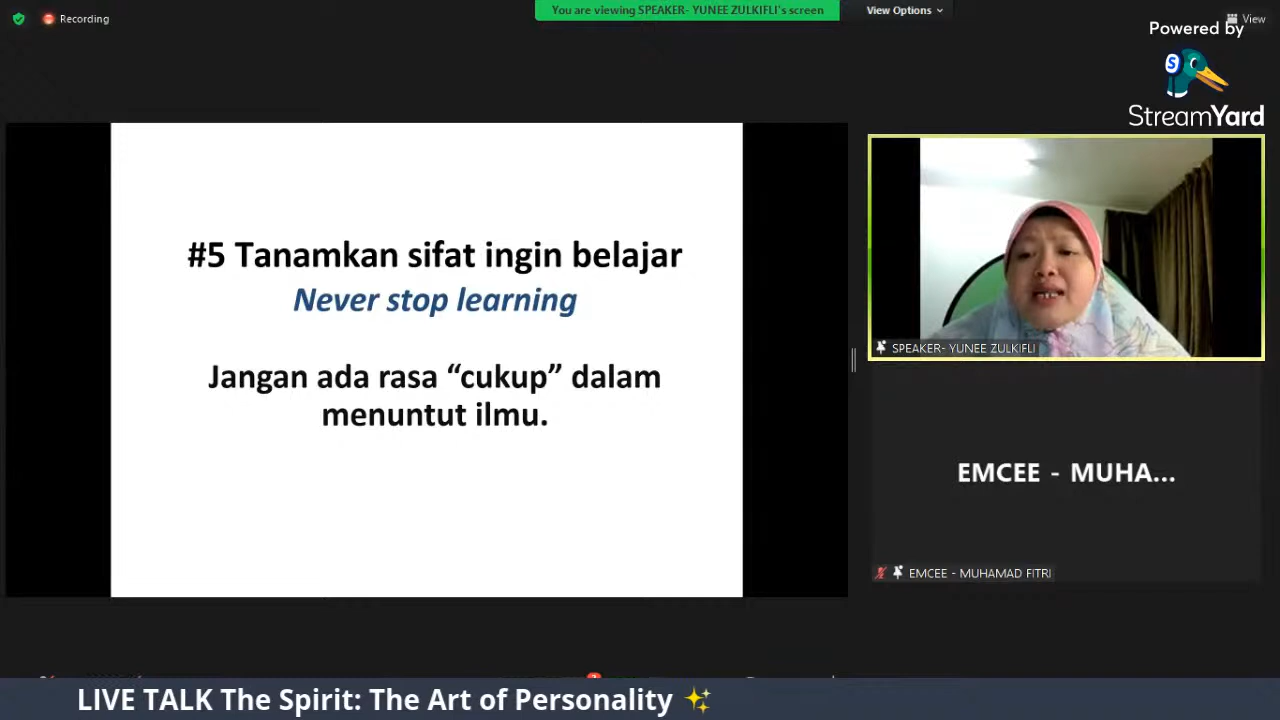 Recording
You are viewing SPEAKER- YUNEE ZULKIFLI's screen
View Options
View
Powered by
S
StreamYard
#5 Tanamkan sifat ingin belajar
Never stop learning
Jangan ada rasa “cukup” dalam
menuntut ilmu.
SPEAKER- YUNEE ZULKIFLI
EMCEE - MUHA...
EMCEE - MUHAMAD FITRI
LIVE TALK The Spirit: The Art of Personality ✨